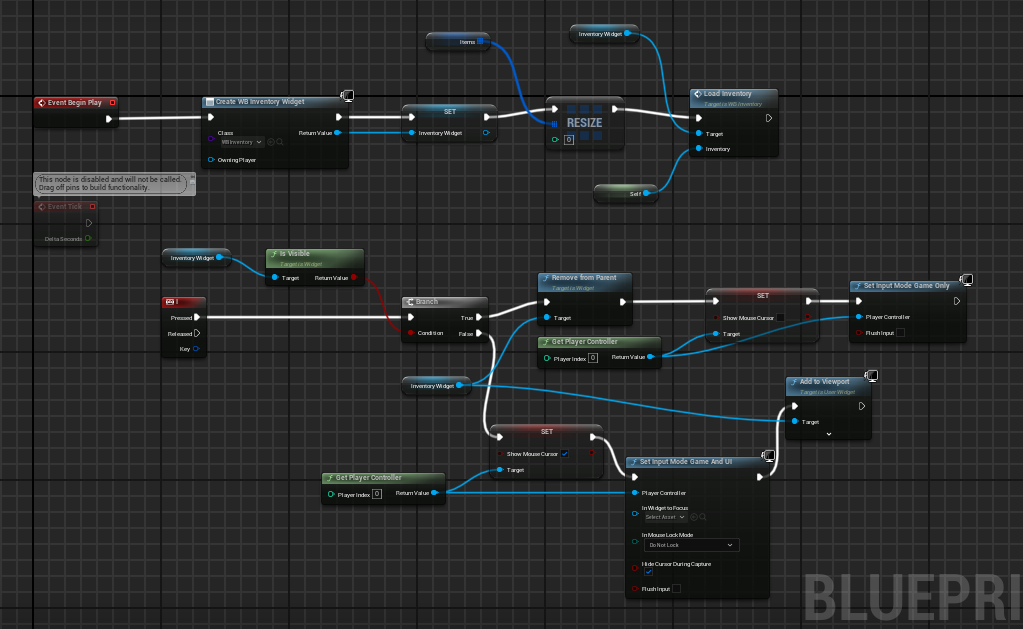 Items
Inventory Widget
Event Begin Play
Create WB Inventory Widget
Class
WB Inventory
Return Value
Owning Player
SET
Inventory Widget
RESIZE
0
Load Inventory
Target is WB Inventory
Target
Inventory
Self
This node is disabled and will not be called.
Drag off pins to build functionality.
Event Tick
Delta Seconds
Inventory Widget
Is Visible
Target is Widget
Target
Return Value
I
Pressed
Released
Key
Branch
True
Condition
False
Remove from Parent
Target is Widget
Target
Get Player Controller
Player Index
0
Return Value
SET
Show Mouse Cursor
Target
Set Input Mode Game Only
Player Controller
Flush Input
Inventory Widget
Add to Viewport
Target is User Widget
Target
SET
Show Mouse Cursor
Target
Get Player Controller
Player Index
0
Return Value
Set Input Mode Game And UI
Player Controller
In Widget to Focus
Select Asset
In Mouse Lock Mode
Do Not Lock
Hide Cursor During Capture
Flush Input
BLUEPRI